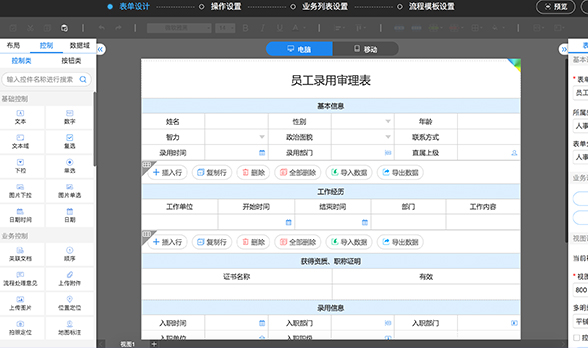 表单设计 操作设置 业务列表设置 流程模板设置 预览
布局 控制 数据域
电脑 移动
控制类 按钮类
输入控件名称进行搜索
基础控制
文本 数字
文本域 复选
下拉 单选
图片下拉 图片单选
日期时间 日期
业务控制
关联文档 顺序
流程处理意见 上传附件
上传图片 位置定位
拍照定位 地图标注
员工录用审理表
基本信息
姓名 性别 年龄
智力 政治面貌 联系方式
录用时间 录用部门 直属上级
插入行 复制行 删除 全部删除 导入数据 导出数据
工作经历
工作单位 开始时间 结束时间 部门 工作内容
插入行 复制行 删除 全部删除 导入数据 导出数据
获得资质、职称证明
证书名称 有效
录用信息
入职时间 入职部门 入职部门
入职单位 入职职级
视图1
基本
表单
员工
所属
人事
表单
人事
业务
视图
当前
视图
800
多明
平铺